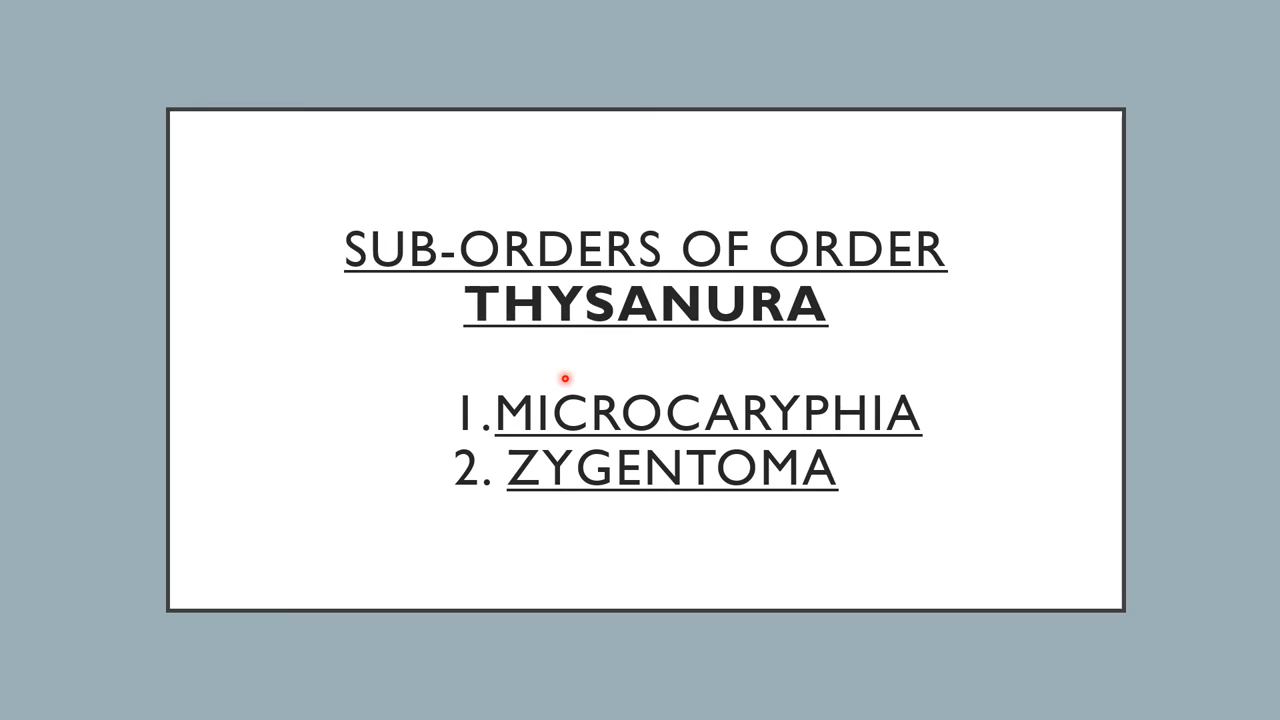 SUB-ORDERS OF ORDER
THYSANURA
1.MICROCARYPHIA
2. ZYGENTOMA